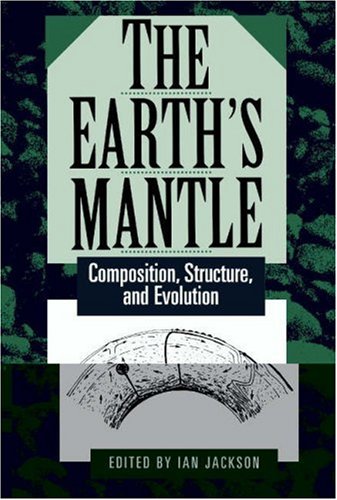 THE
EARTH'S
MANTLE
Composition, Structure,
and Evolution
EDITED BY IAN JACKSON